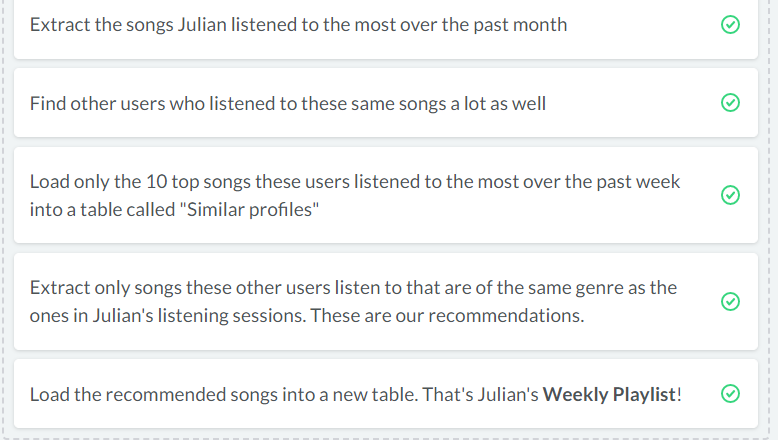 Extract the songs Julian listened to the most over the past month
Find other users who listened to these same songs a lot as well
Load only the 10 top songs these users listened to the most over the past week
into a table called "Similar profiles"
Extract only songs these other users listen to that are of the same genre as the
ones in Julian's listening sessions. These are our recommendations.
Load the recommended songs into a new table. That's Julian's Weekly Playlist!